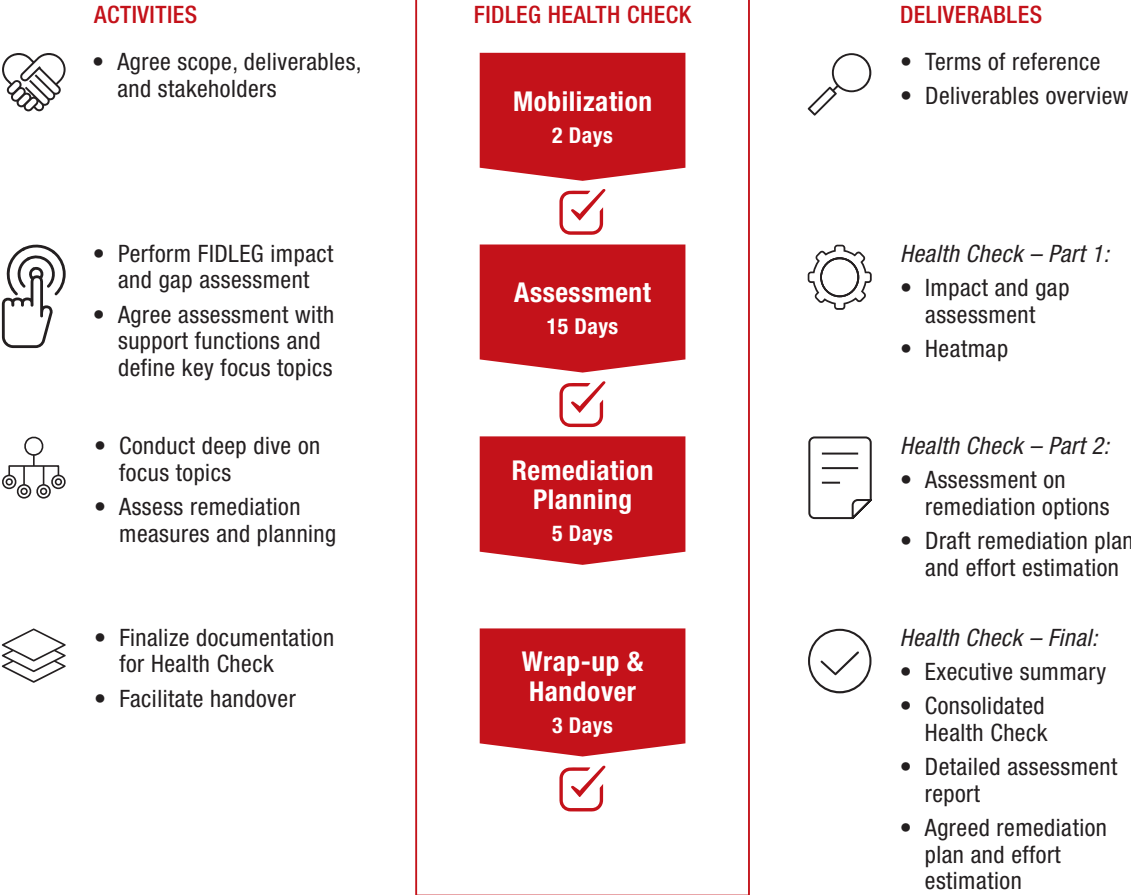 ACTIVITIES
• Agree scope, deliverables,
and stakeholders
• Perform FIDLEG impact
and gap assessment
• Agree assessment with
support functions and
define key focus topics
• Conduct deep dive on
focus topics
• Assess remediation
measures and planning
• Finalize documentation
for Health Check
• Facilitate handover
FIDLEG HEALTH CHECK
Mobilization
2 Days
Assessment
15 Days
Remediation
Planning
5 Days
Wrap-up &
Handover
3 Days
DELIVERABLES
• Terms of reference
• Deliverables overview
Health Check – Part 1:
• Impact and gap
assessment
• Heatmap
Health Check – Part 2:
• Assessment on
remediation options
• Draft remediation plan
and effort estimation
Health Check – Final:
• Executive summary
• Consolidated
Health Check
• Detailed assessment
report
• Agreed remediation
plan and effort
estimation